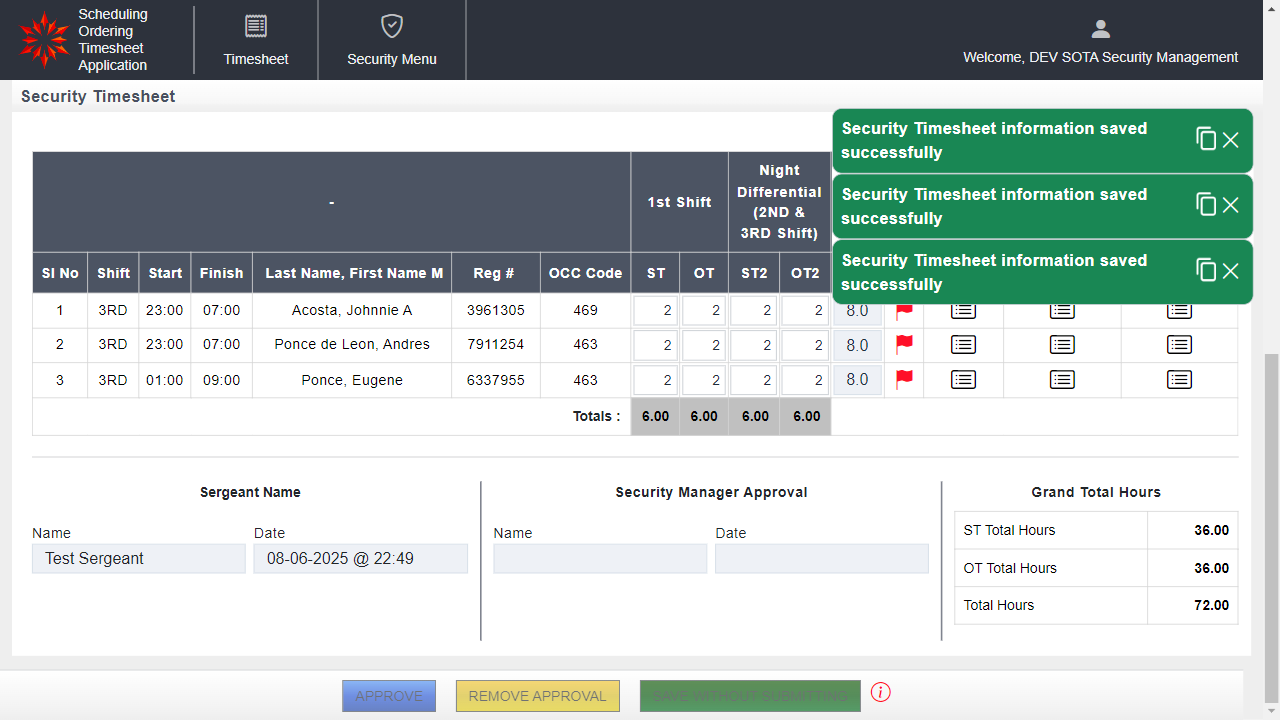 Scheduling
Ordering
Timesheet
Application
Timesheet
Security Menu
Welcome, DEV SOTA Security Management
Security Timesheet
Security Timesheet information saved
successfully
Security Timesheet information saved
successfully
Security Timesheet information saved
successfully
-
1st Shift
Night
Differential
(2ND &
3RD Shift)
Sl No Shift Start Finish Last Name, First Name M Reg # OCC Code ST OT ST2 OT2
1 3RD 23:00 07:00 Acosta, Johnnie A 3961305 469 2 2 2 2 8.0
2 3RD 23:00 07:00 Ponce de Leon, Andres 7911254 463 2 2 2 2 8.0
3 3RD 01:00 09:00 Ponce, Eugene 6337955 463 2 2 2 2 8.0
Totals : 6.00 6.00 6.00 6.00
Sergeant Name
Name Date
Test Sergeant 08-06-2025 @ 22:49
Security Manager Approval
Name Date
Grand Total Hours
ST Total Hours 36.00
OT Total Hours 36.00
Total Hours 72.00
APPROVE REMOVE APPROVAL SAVE WITHOUT SUBMITTING i